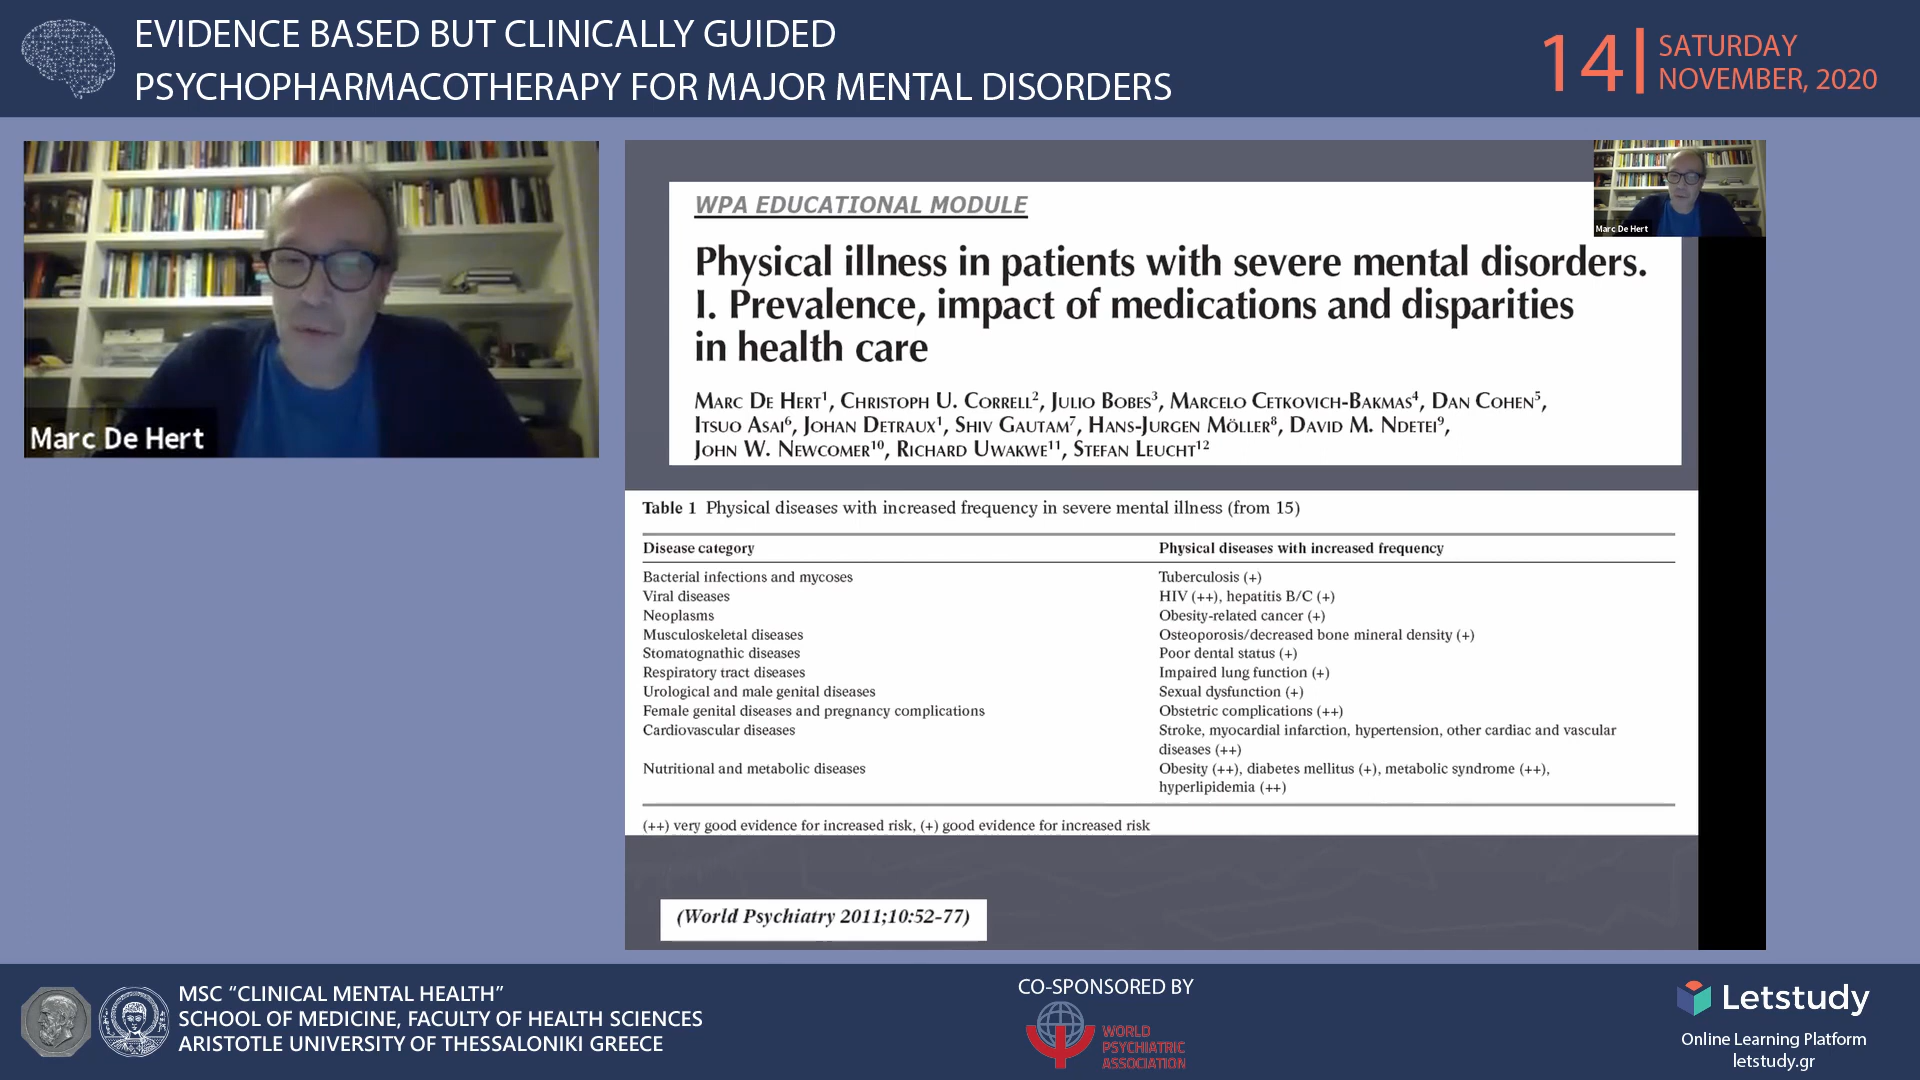 EVIDENCE BASED BUT CLINICALLY GUIDED
PSYCHOPHARMACOTHERAPY FOR MAJOR MENTAL DISORDERS
14
SATURDAY
NOVEMBER, 2020
Marc De Hert
Marc De Hert
WPA EDUCATIONAL MODULE
Physical illness in patients with severe mental disorders.
I. Prevalence, impact of medications and disparities
in health care
Marc De Hert1, Christoph U. Correll2, Julio Bobes3, Marcelo Cetkovich-Bakmas4, Dan Cohen5,
Itsuo Asai6, Johan Detraux1, Shiv Gautam7, Hans-Jurgen Möller8, David M. Ndetei9,
John W. Newcomer10, Richard Uwakwe11, Stefan Leucht12
Table 1 Physical diseases with increased frequency in severe mental illness (from 15)
Disease category Physical diseases with increased frequency
Bacterial infections and mycoses Tuberculosis (+)
Viral diseases HIV (++), hepatitis B/C (+)
Neoplasms Obesity-related cancer (+)
Musculoskeletal diseases Osteoporosis/decreased bone mineral density (+)
Stomatognathic diseases Poor dental status (+)
Respiratory tract diseases Impaired lung function (+)
Urological and male genital diseases Sexual dysfunction (+)
Female genital diseases and pregnancy complications Obstetric complications (++)
Cardiovascular diseases Stroke, myocardial infarction, hypertension, other cardiac and vascular
diseases (++)
Nutritional and metabolic diseases Obesity (++), diabetes mellitus (+), metabolic syndrome (++),
hyperlipidemia (++)
(++) very good evidence for increased risk, (+) good evidence for increased risk
(World Psychiatry 2011;10:52-77)
MSC “CLINICAL MENTAL HEALTH”
SCHOOL OF MEDICINE, FACULTY OF HEALTH SCIENCES
ARISTOTLE UNIVERSITY OF THESSALONIKI GREECE
CO-SPONSORED BY
WORLD
PSYCHIATRIC
ASSOCIATION
Letstudy
Online Learning Platform
letstudy.gr